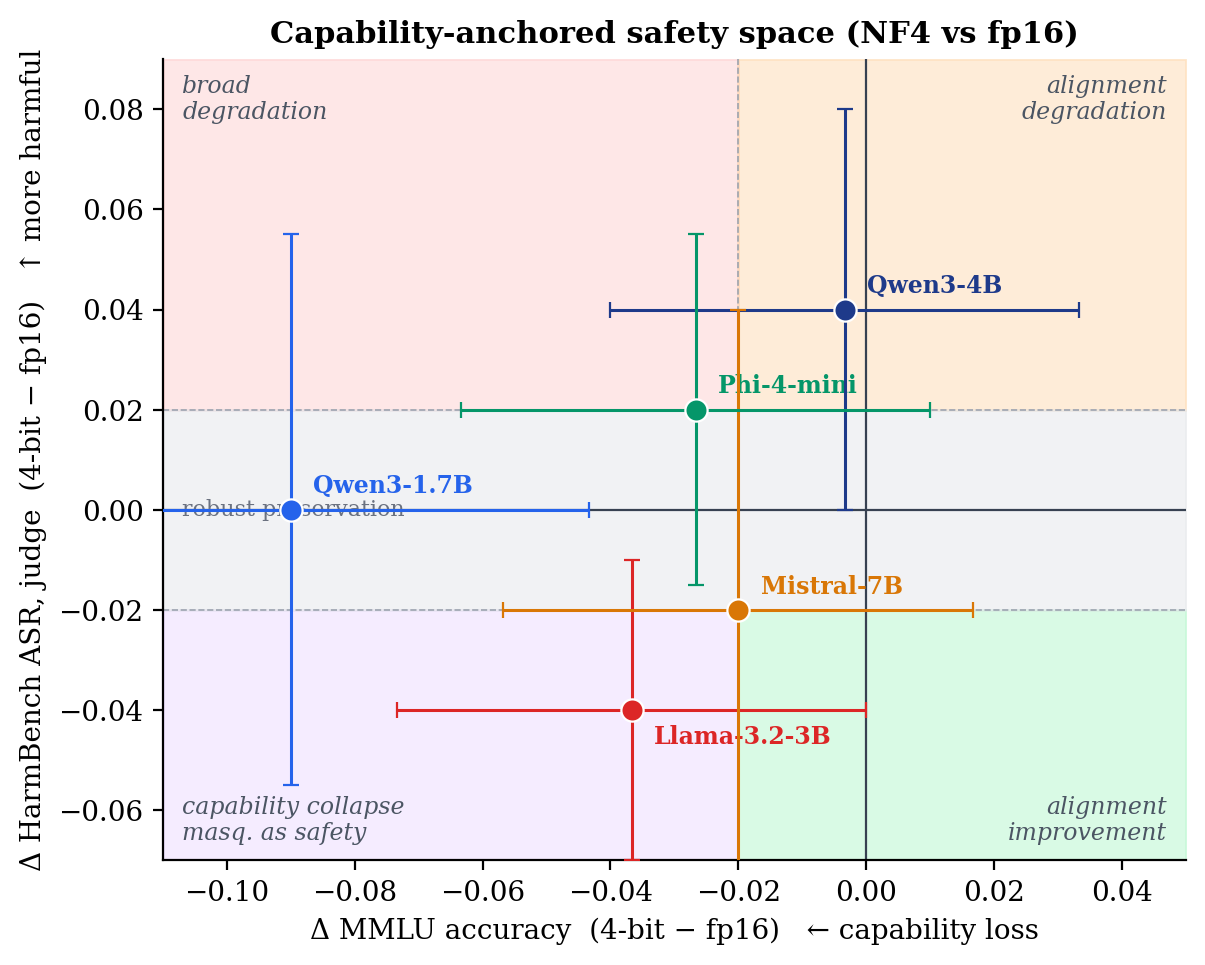 Capability-anchored safety space (NF4 vs fp16)
broad
degradation
alignment
degradation
Δ HarmBench ASR, judge (4-bit − fp16) ↑ more harmful
0.08
0.06
0.04
0.02
0.00
−0.02
−0.04
−0.06
Qwen3-4B
Phi-4-mini
Qwen3-1.7B
robust preservation
Mistral-7B
Llama-3.2-3B
capability collapse
masq. as safety
alignment
improvement
−0.10
−0.08
−0.06
−0.04
−0.02
0.00
0.02
0.04
Δ MMLU accuracy (4-bit − fp16) ← capability loss